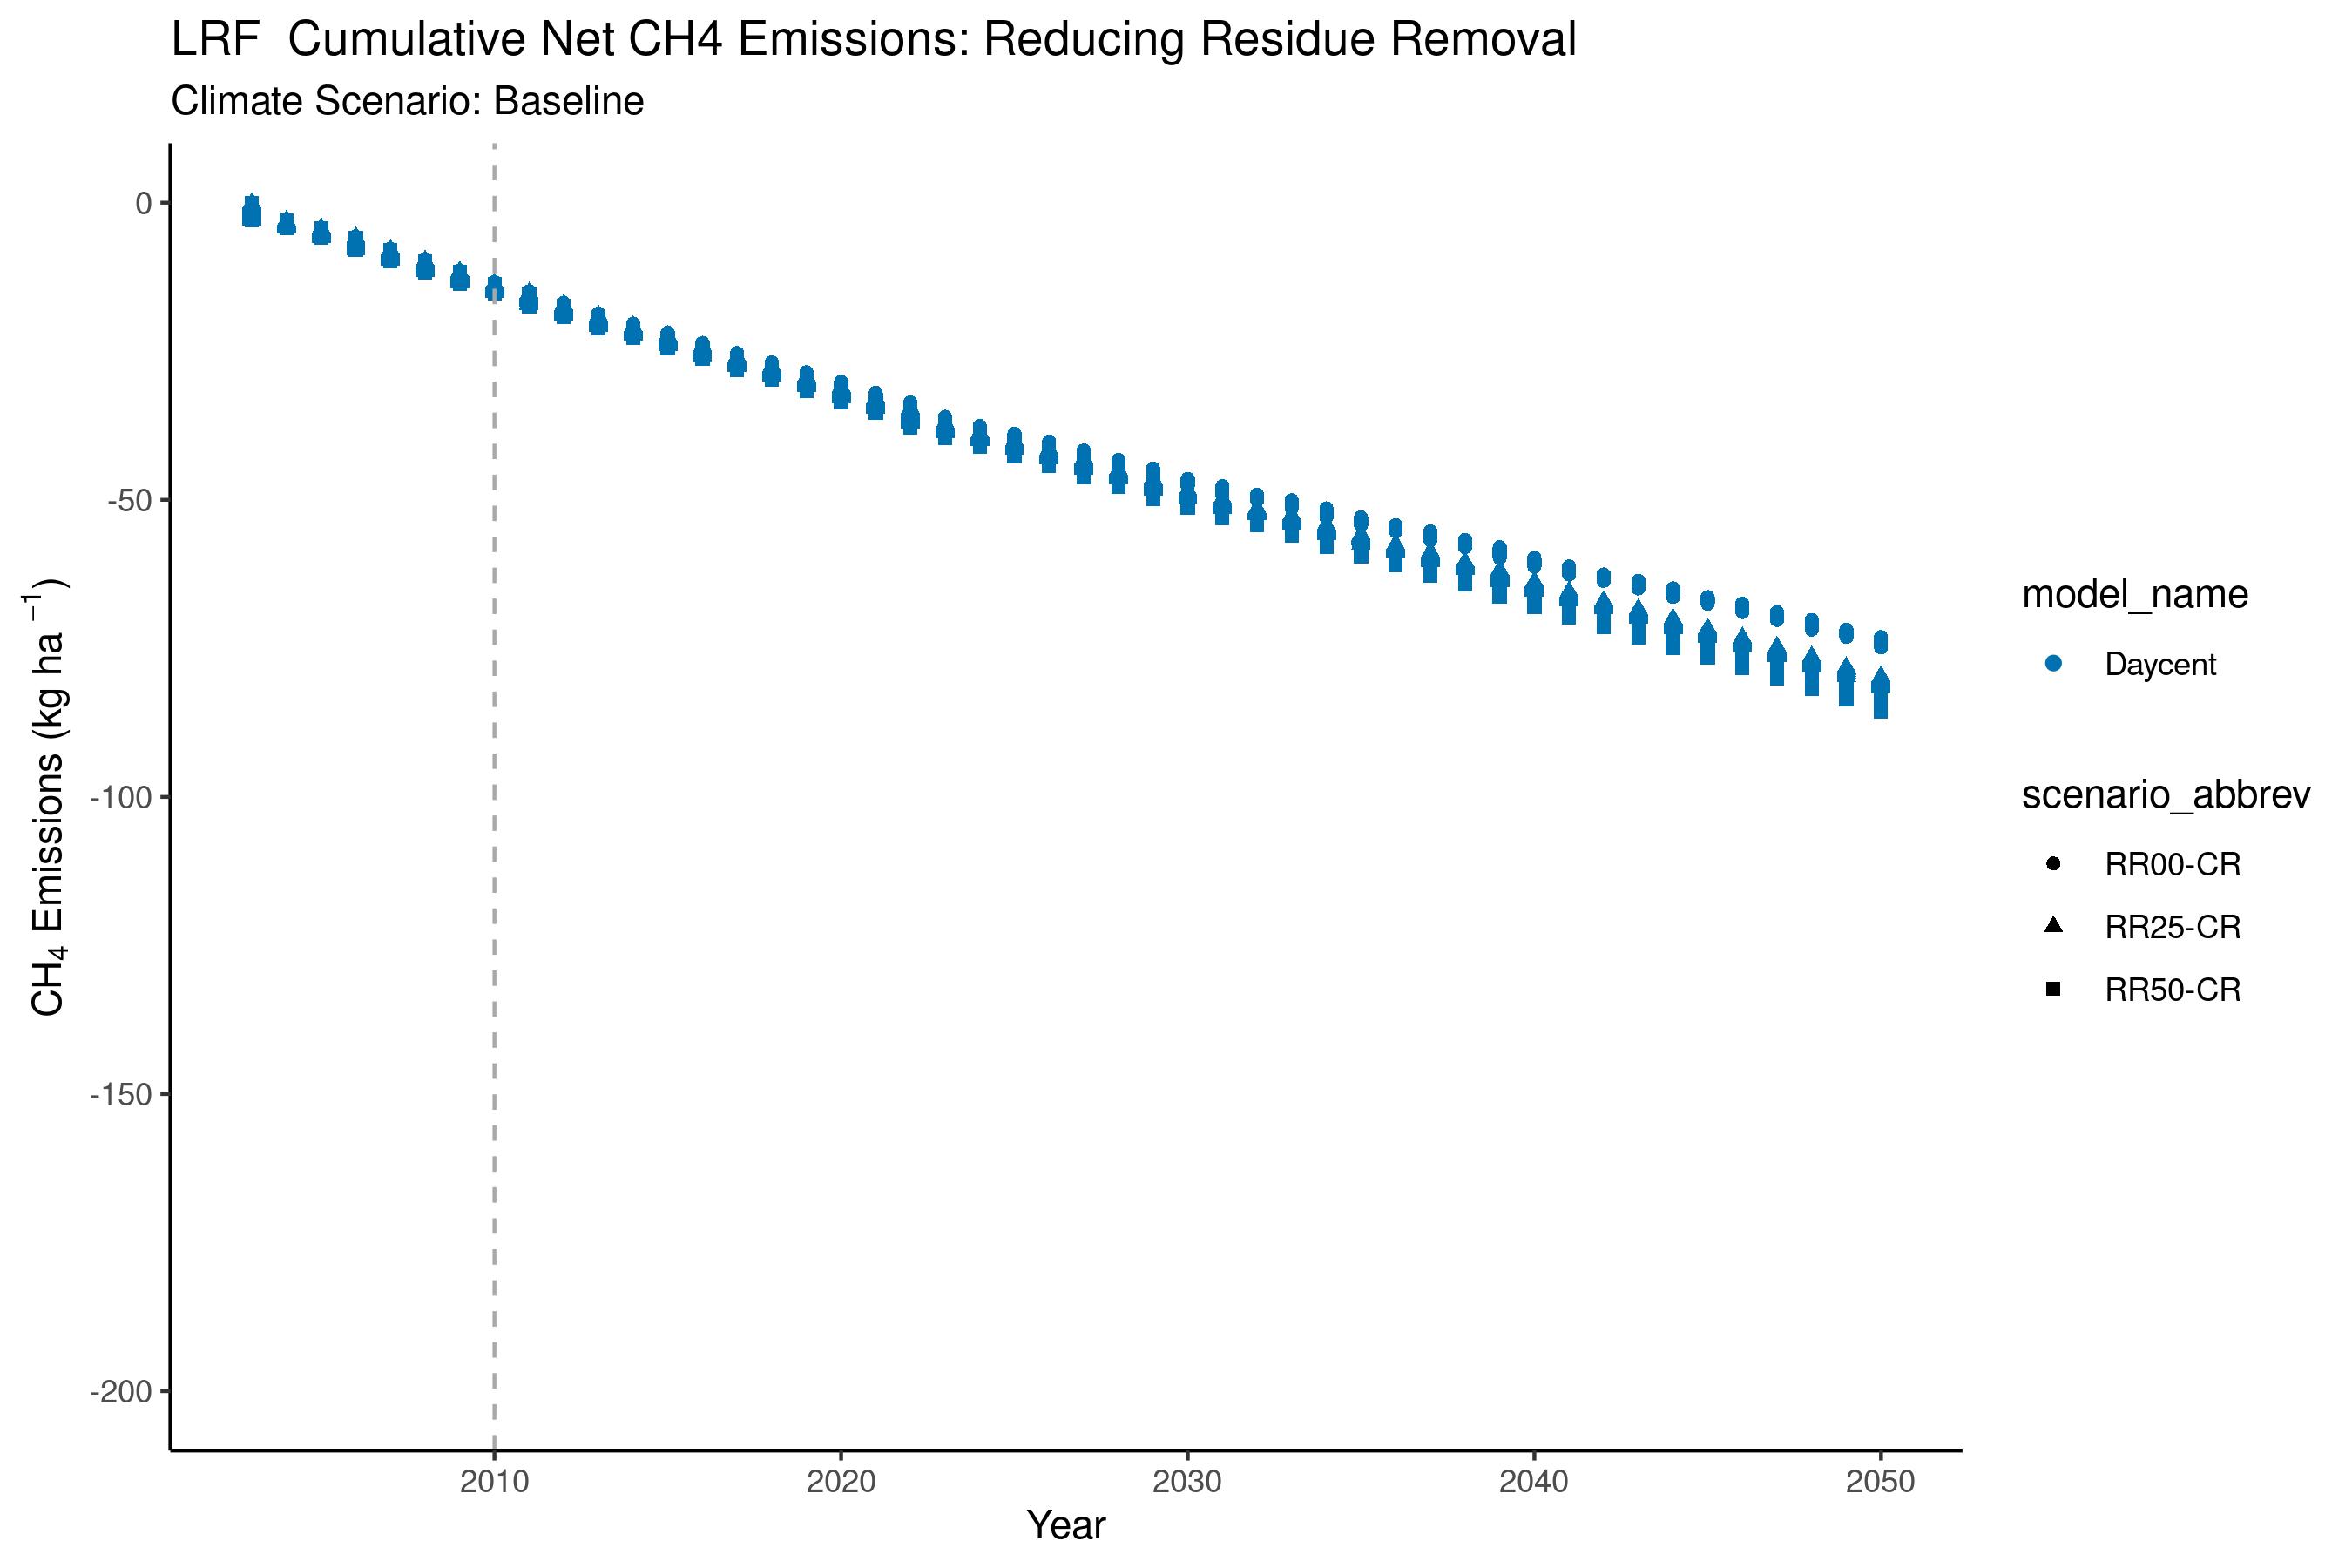 LRF  Cumulative Net CH4 Emissions: Reducing Residue Removal
Climate Scenario: Baseline
CH₄ Emissions (kg ha ⁻¹)
0
-50
-100
-150
-200
2010
2020
2030
2040
2050
Year
model_name
Daycent
scenario_abbrev
RR00-CR
RR25-CR
RR50-CR